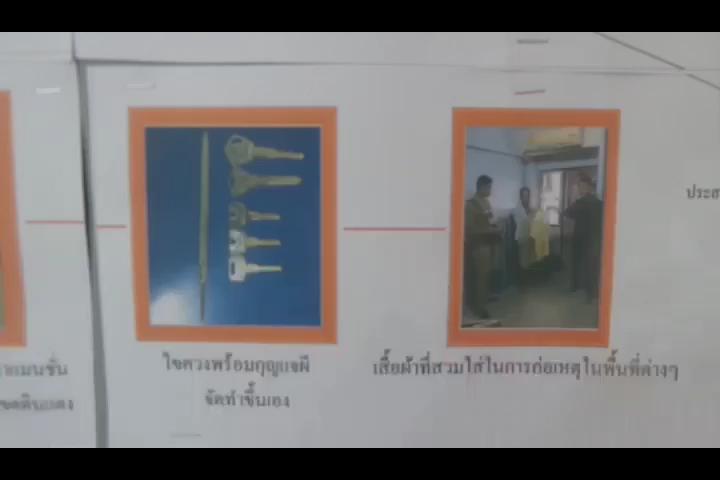 ไขควงพร้อมกุญแจผี
จัดทำขึ้นเอง
เสื้อผ้าที่สวมใส่ในการก่อเหตุในพื้นที่ต่างๆ